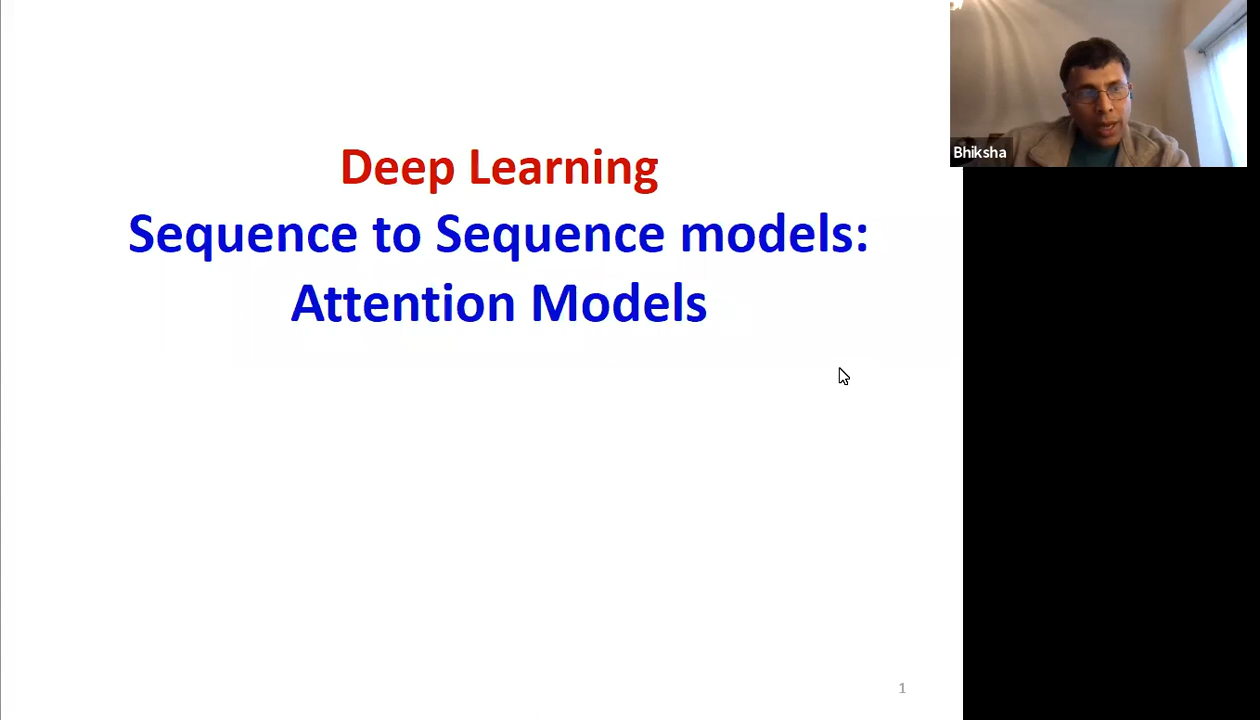 Deep Learning
Sequence to Sequence models:
Attention Models
Bhiksha
1